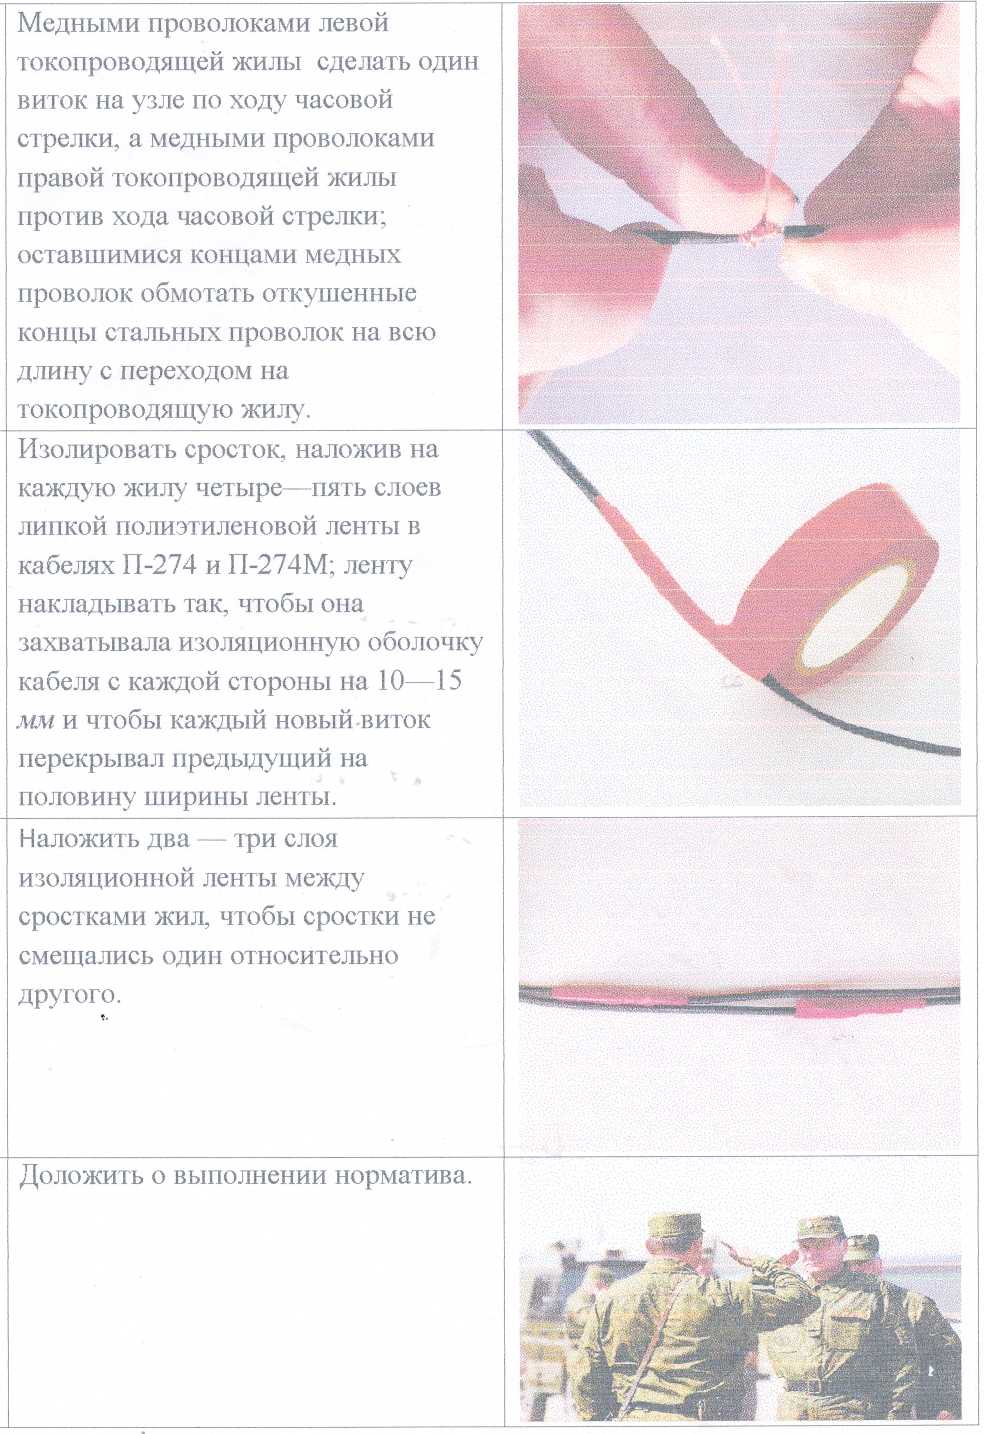 Медными проволоками левой
токопроводящей жилы сделать один
виток на узле по ходу часовой
стрелки, а медными проволоками
правой токопроводящей жилы
против хода часовой стрелки;
оставшимися концами медных
проволок обмотать откушенные
концы стальных проволок на всю
длину с переходом на
токопроводящую жилу.
Изолировать сросток, наложив на
каждую жилу четыре—пять слоев
липкой полиэтиленовой ленты в
кабелях П-274 и П-274М; ленту
накладывать так, чтобы она
захватывала изоляционную оболочку
кабеля с каждой стороны на 10—15
мм и чтобы каждый новый виток
перекрывал предыдущий на
половину ширины ленты.
Наложить два — три слоя
изоляционной ленты между
сростками жил, чтобы сростки не
смещались один относительно
другого.
Доложить о выполнении норматива.